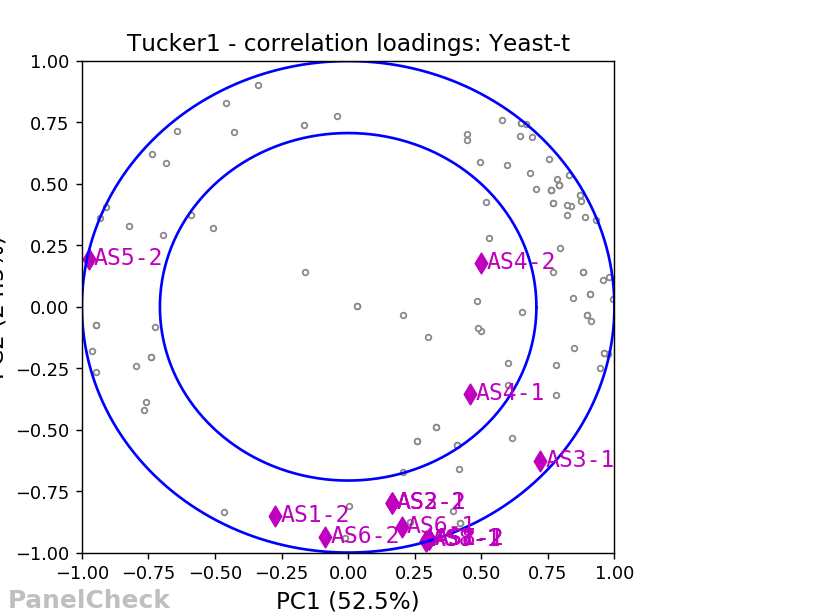 Tucker1 - correlation loadings: Yeast-t
1.00
0.75
0.50
0.25
0.00
−0.25
−0.50
−0.75
−1.00
AS5-2
AS4-2
AS4-1
AS3-1
AS1-2
AS6-2
−1.00 −0.75 −0.50 −0.25 0.00 0.25 0.50 0.75 1.00
PC1 (52.5%)
PanelCheck